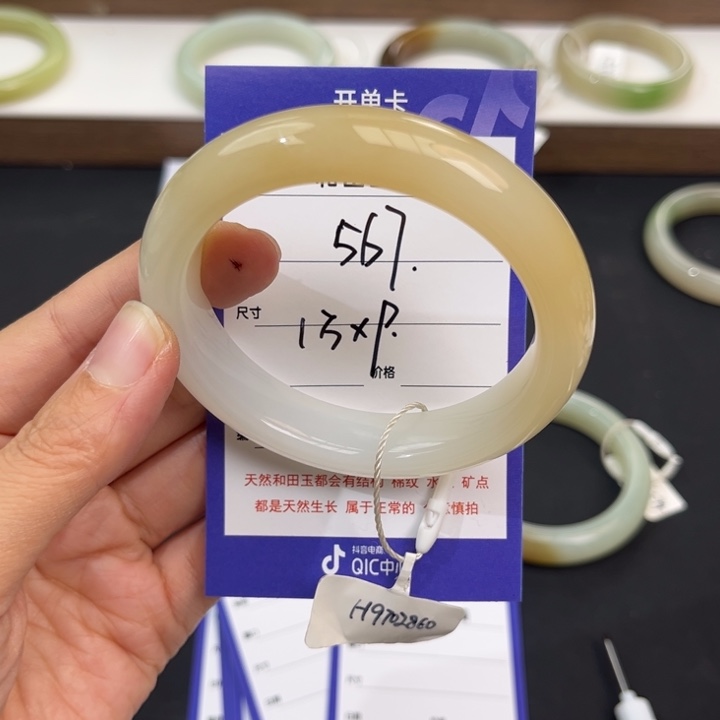 开单卡
567.
尺寸
13xP.
价格
天然和田玉都会有结构 棉纹 水 矿点
都是天然生长 属于正常的 慎拍
抖音电商
QIC中心
H9702860